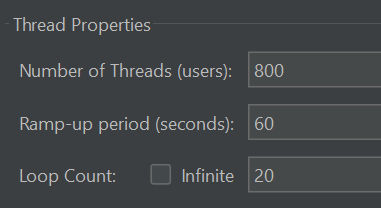 Thread Properties
Number of Threads (users): 800
Ramp-up period (seconds): 60
Loop Count: Infinite 20